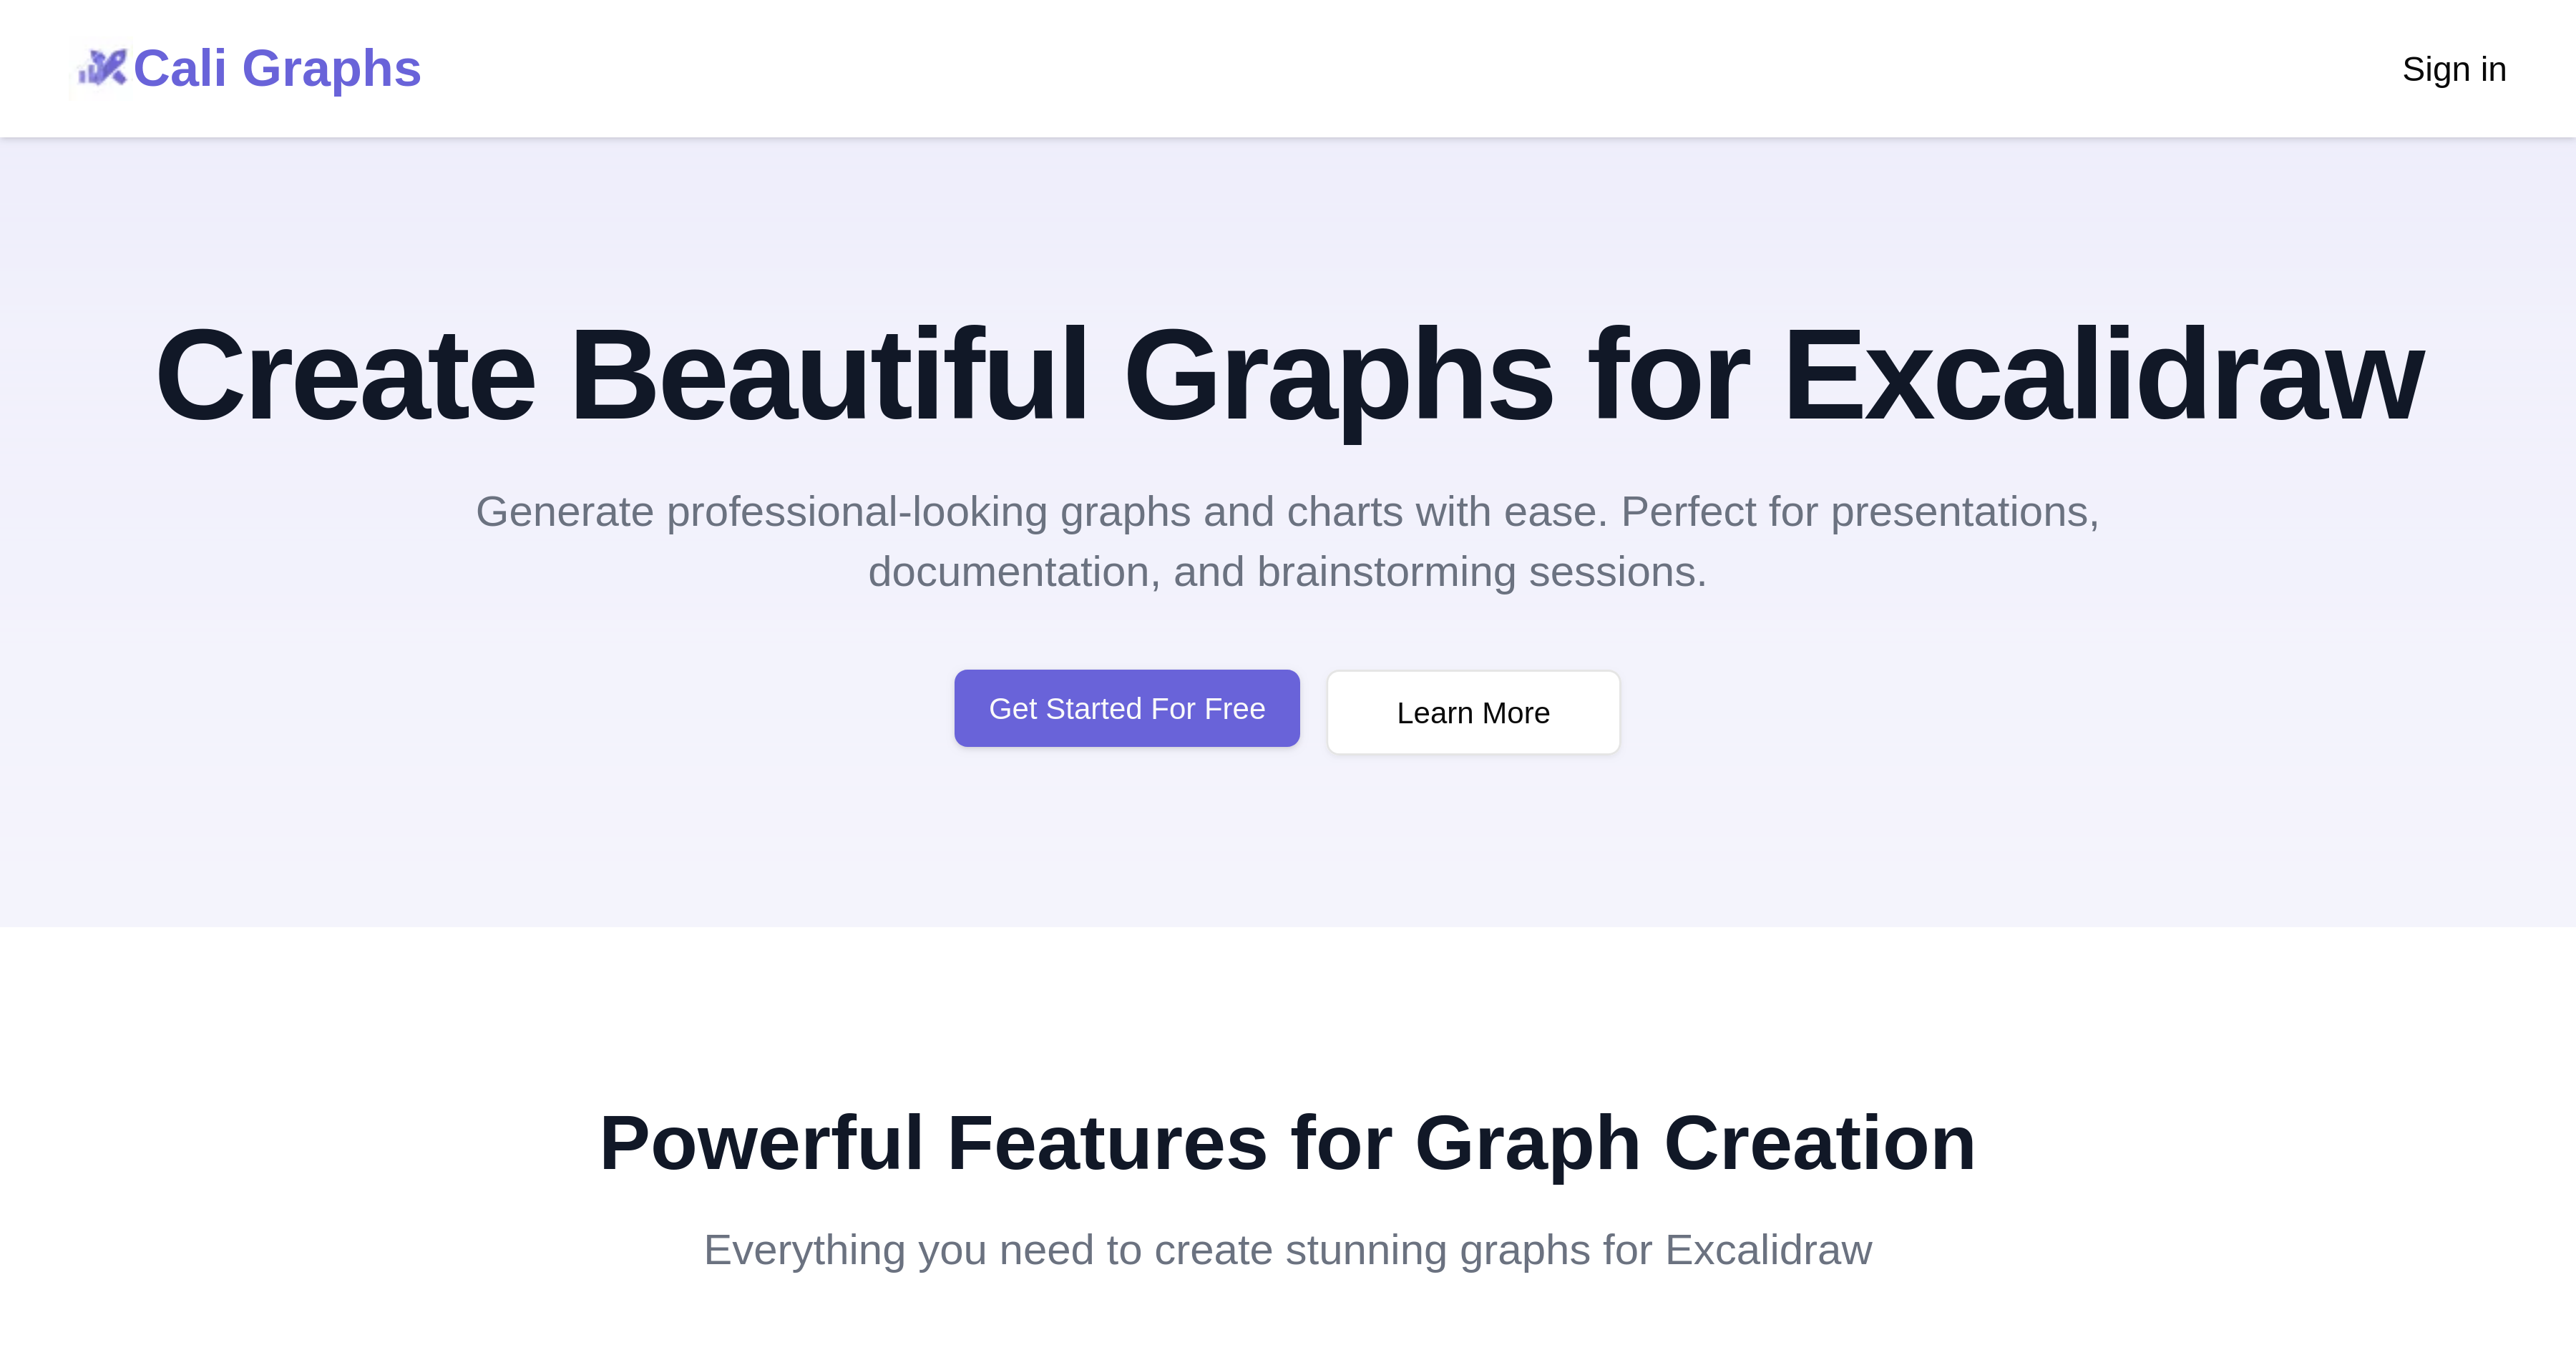 Cali Graphs
Sign in
Create Beautiful Graphs for Excalidraw
Generate professional-looking graphs and charts with ease. Perfect for presentations,
documentation, and brainstorming sessions.
Get Started For Free
Learn More
Powerful Features for Graph Creation
Everything you need to create stunning graphs for Excalidraw